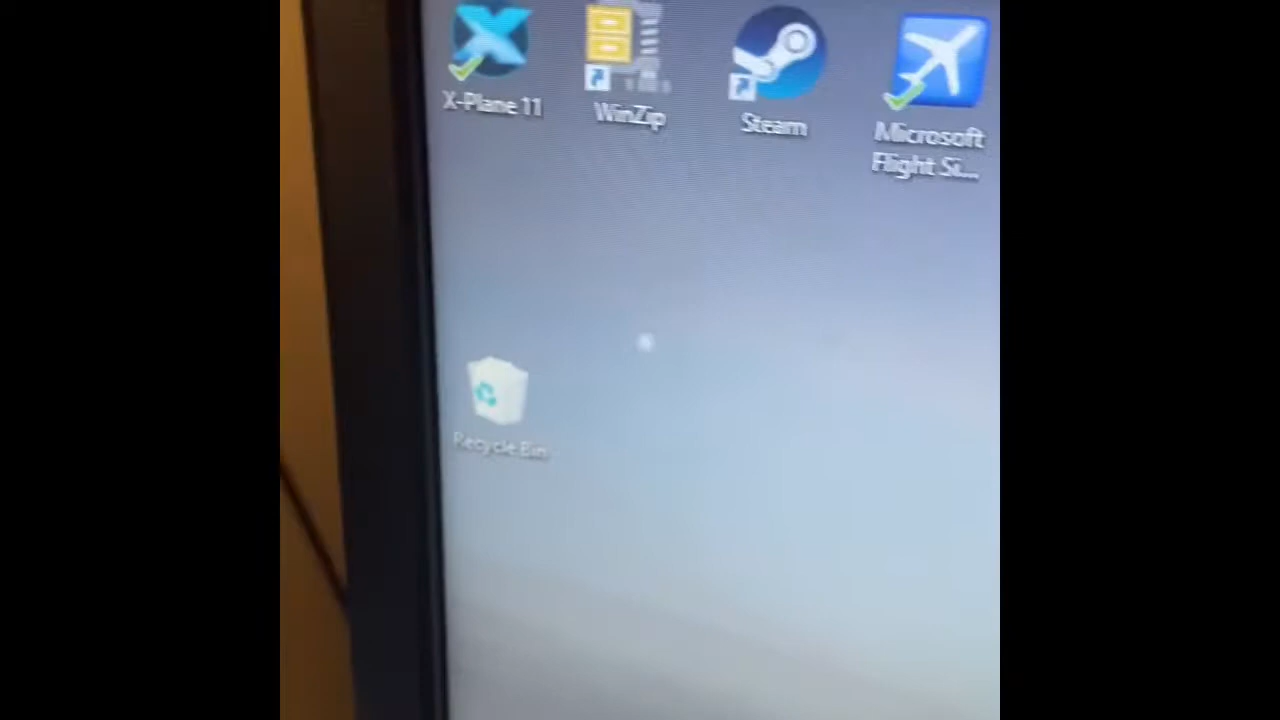 X-Plane 11
WinZip
Steam
Microsoft
Flight Si...
Recycle Bin